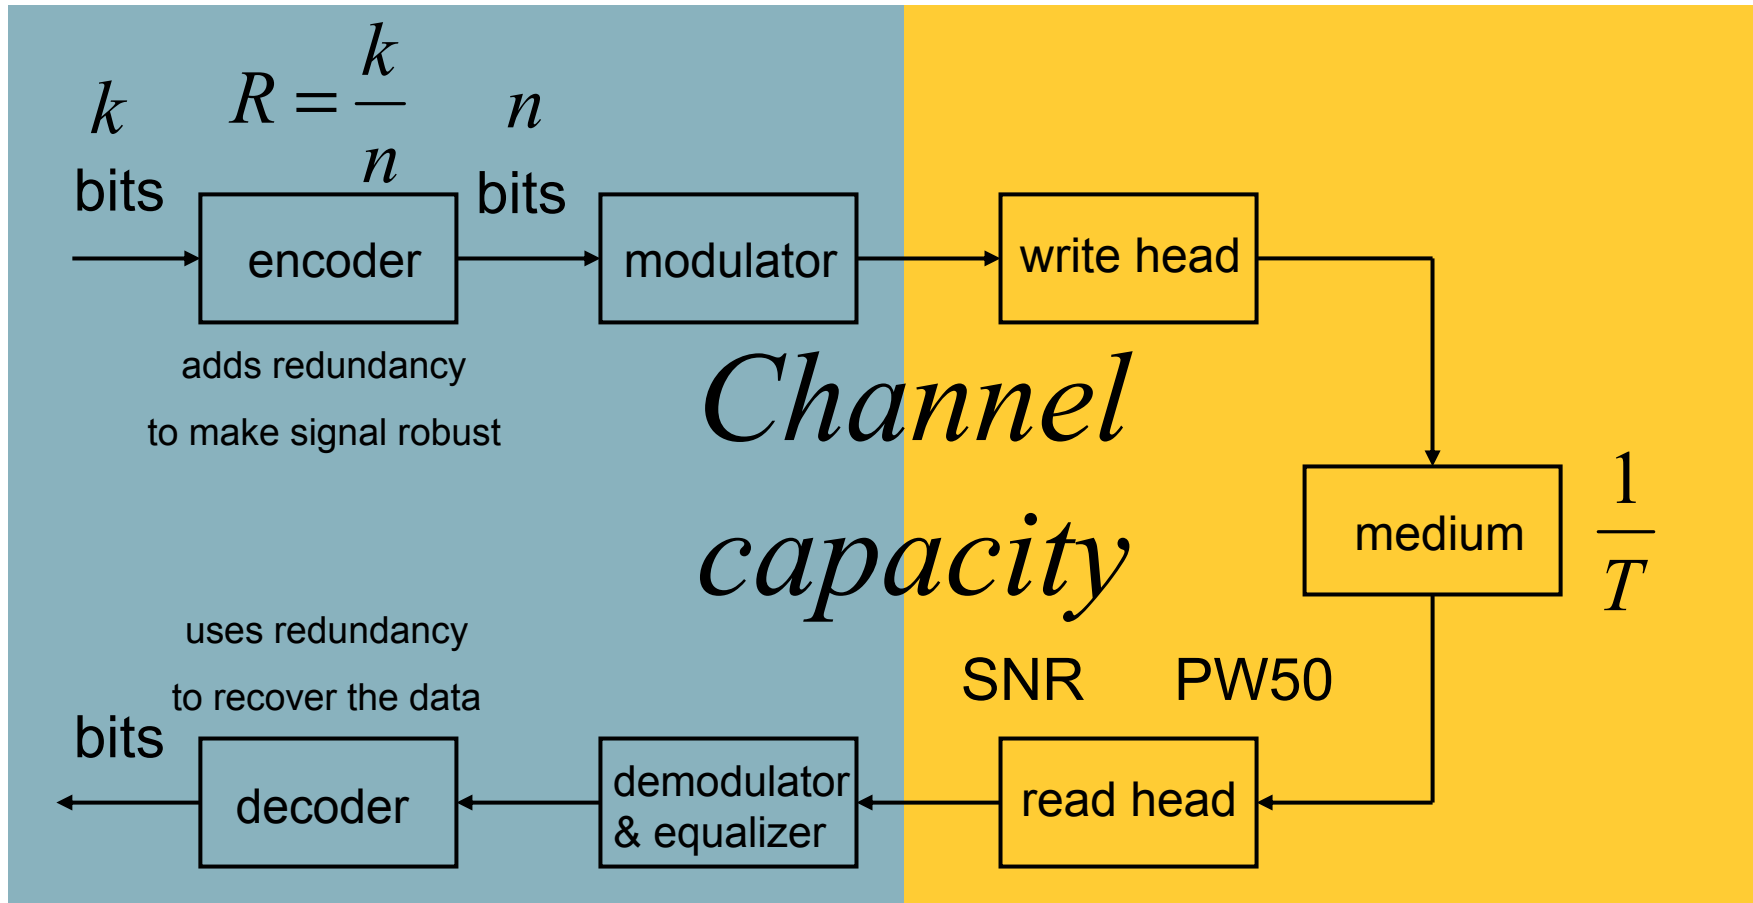 k
bits
R = k/n
n
bits
encoder
modulator
write head
adds redundancy
to make signal robust
Channel
capacity
medium
1/T
uses redundancy
to recover the data
SNR
PW50
bits
decoder
demodulator
& equalizer
read head